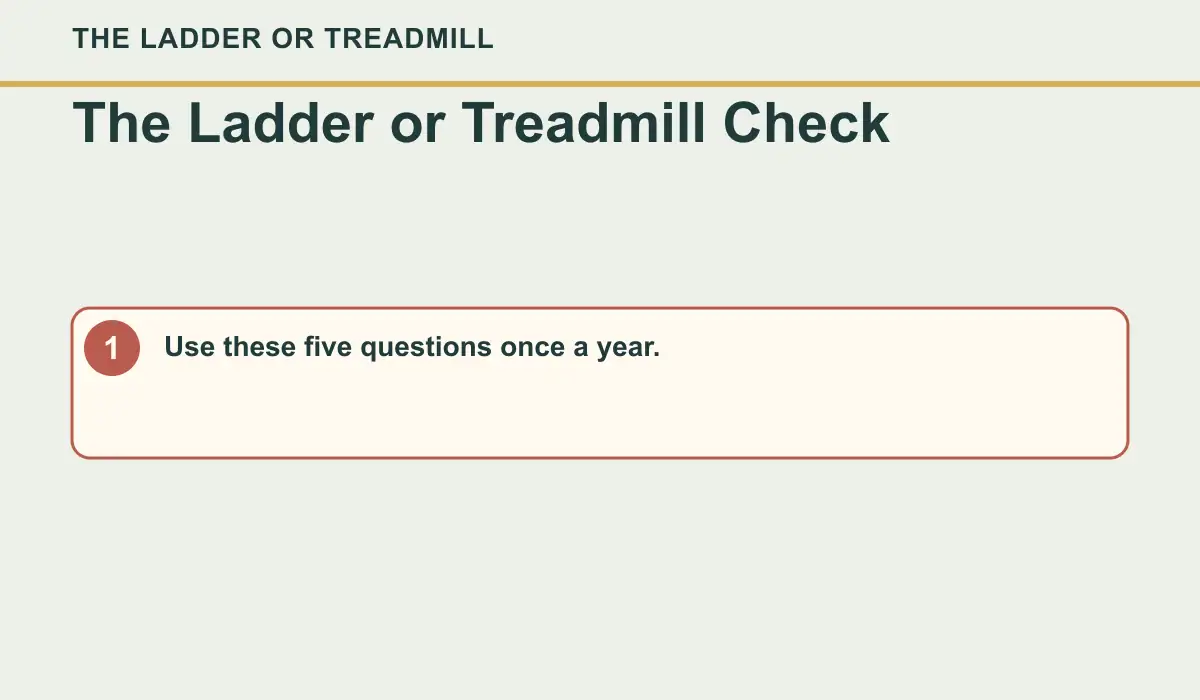 THE LADDER OR TREADMILL
The Ladder or Treadmill Check
1
Use these five questions once a year.